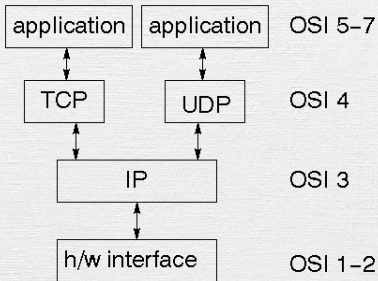 application application OSI 5-7
TCP UDP OSI 4
IP OSI 3
h/w interface OSI 1-2